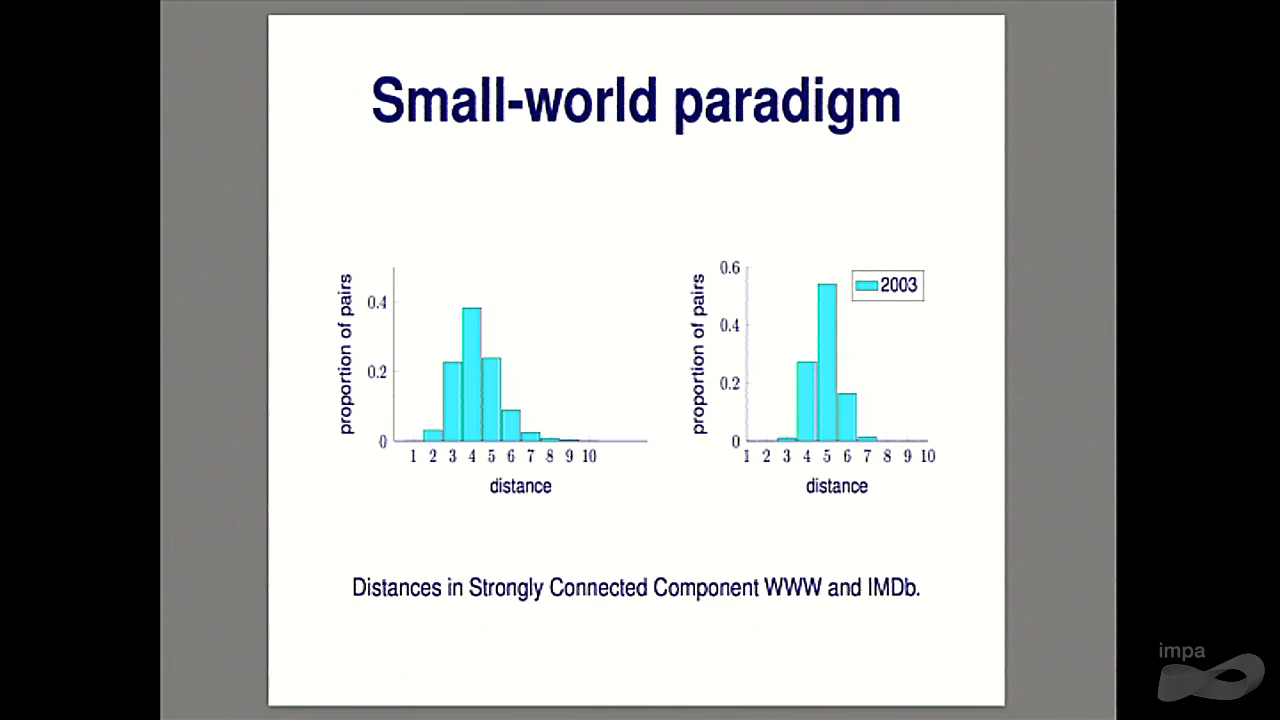 Small-world paradigm
proportion of pairs
0.4
0.2
0
1 2 3 4 5 6 7 8 9 10
distance
proportion of pairs
0.6
0.4
0.2
0
2003
1 2 3 4 5 6 7 8 9 10
distance
Distances in Strongly Connected Component WWW and IMDb.
impa